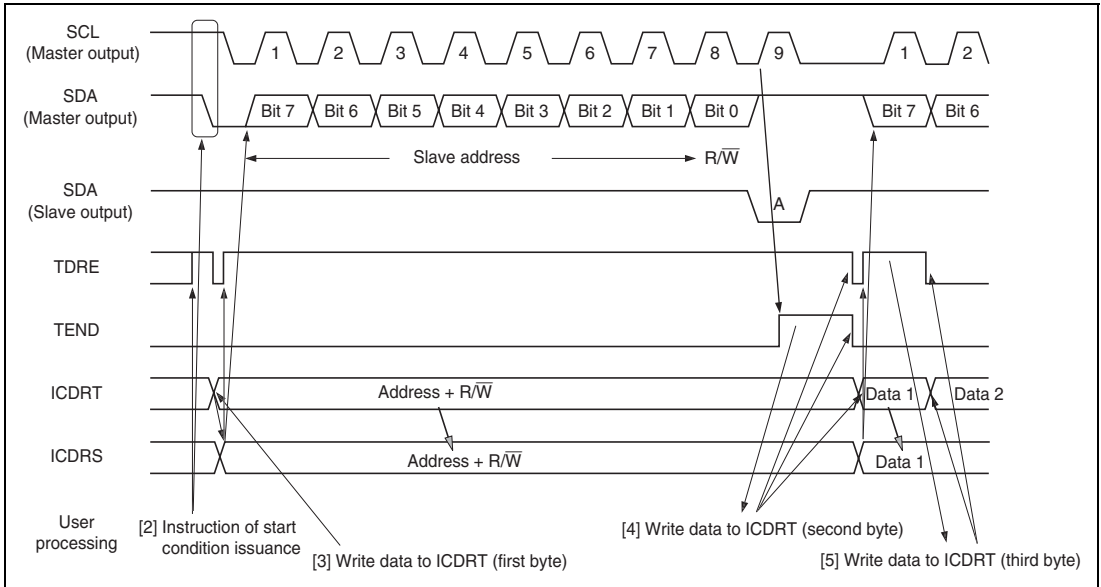 SCL
(Master output)
1 2 3 4 5 6 7 8 9 1 2
SDA
(Master output)
Bit 7 Bit 6 Bit 5 Bit 4 Bit 3 Bit 2 Bit 1 Bit 0 Bit 7 Bit 6
Slave address R/W̅
SDA
(Slave output)
A
TDRE
TEND
ICDRT
Address + R/W̅ Data 1 Data 2
ICDRS
Address + R/W̅ Data 1
User
processing
[2] Instruction of start
condition issuance
[3] Write data to ICDRT (first byte)
[4] Write data to ICDRT (second byte)
[5] Write data to ICDRT (third byte)